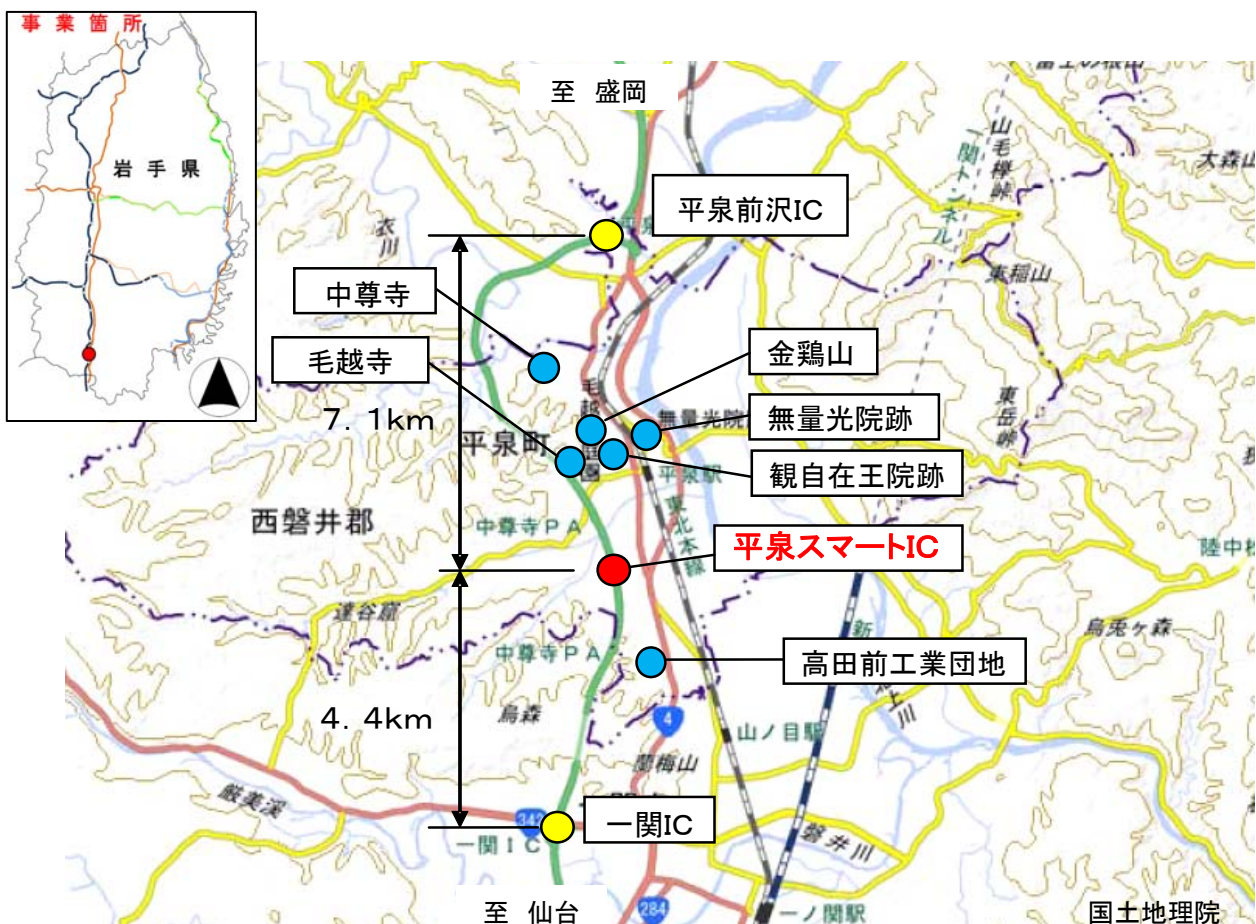 事業箇所
岩手県
至 盛岡
平泉前沢IC
衣川
中尊寺
毛越寺
金鶏山
無量光院跡
観自在王院跡
7.1km
平泉町
平泉駅
西磐井郡
中尊寺PA
東北本線
平泉スマートIC
達谷窟
中尊寺PA
高田前工業団地
4.4km
烏森
4
山ノ目駅
蘭梅山
厳美渓
342
一関IC
一関IC
磐井川
至 仙台
284
一ノ関駅
一関トンネル
大森山
東稲山
東岳峠
烏兎ヶ森
国土地理院